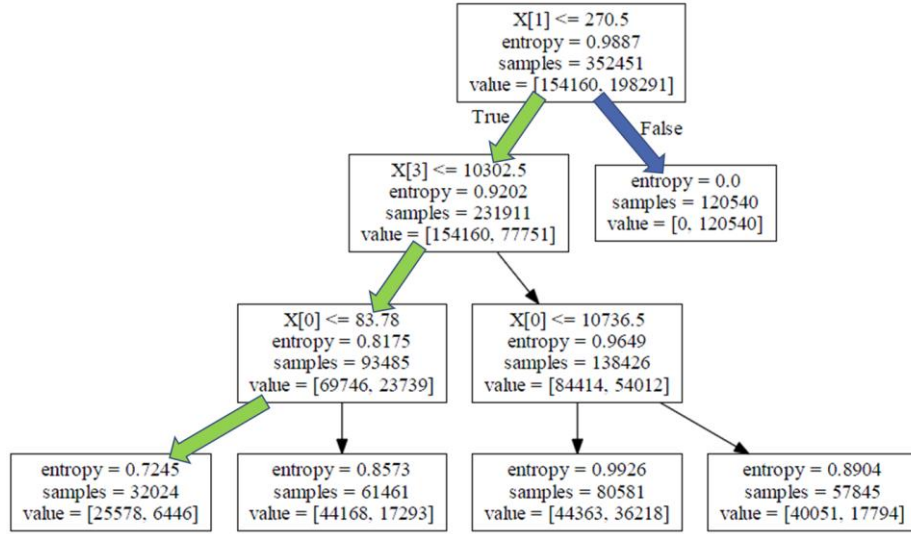 X[1] <= 270.5
entropy = 0.9887
samples = 352451
value = [154160, 198291]
True
False
X[3] <= 10302.5
entropy = 0.9202
samples = 231911
value = [154160, 77751]
entropy = 0.0
samples = 120540
value = [0, 120540]
X[0] <= 83.78
entropy = 0.8175
samples = 93485
value = [69746, 23739]
X[0] <= 10736.5
entropy = 0.9649
samples = 138426
value = [84414, 54012]
entropy = 0.7245
samples = 32024
value = [25578, 6446]
entropy = 0.8573
samples = 61461
value = [44168, 17293]
entropy = 0.9926
samples = 80581
value = [44363, 36218]
entropy = 0.8904
samples = 57845
value = [40051, 17794]